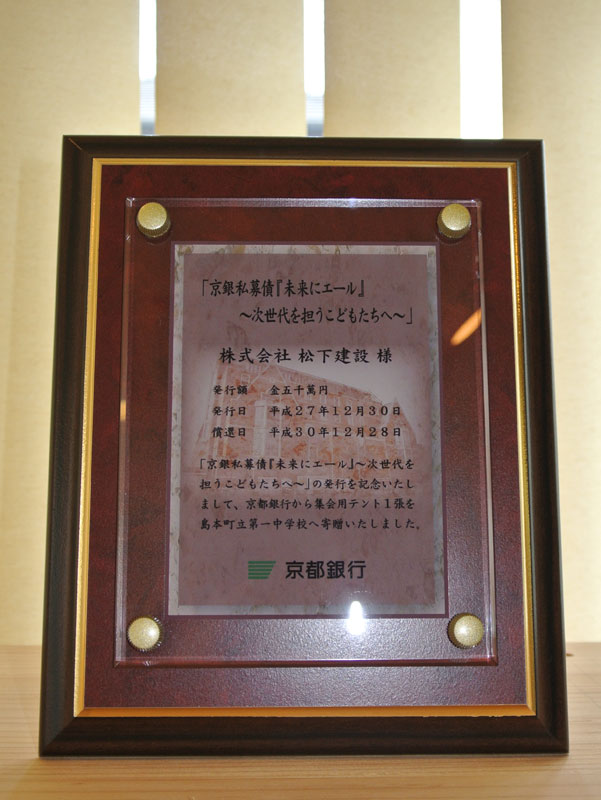 「京銀私募債『未来にエール』
～次世代を担うこどもたちへ～」
株式会社 松下建設 様
発行額 金五千萬円
発行日 平成27年12月30日
償還日 平成30年12月28日
「京銀私募債『未来にエール』～次世代を
担うこどもたちへ～」の発行を記念いたし
まして、京都銀行から集会用テント1張を
島本町立第一中学校へ寄贈いたしました。
京都銀行